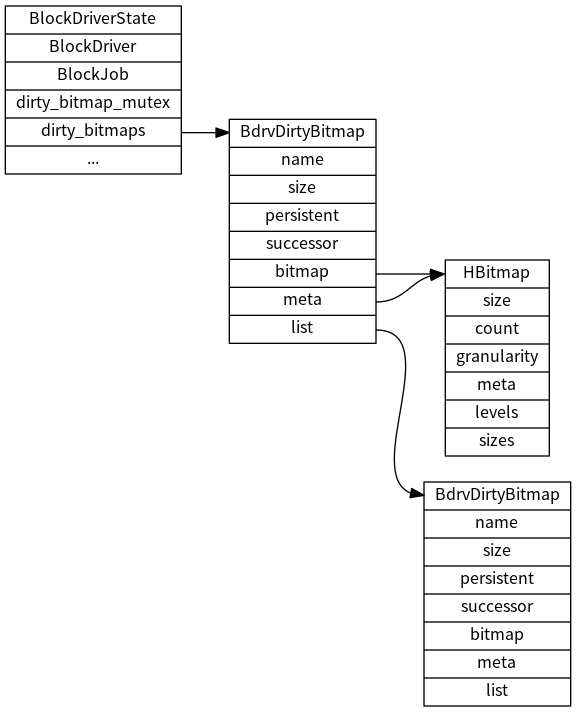 BlockDriverState
BlockDriver
BlockJob
dirty_bitmap_mutex
dirty_bitmaps
...
BdrvDirtyBitmap
name
size
persistent
successor
bitmap
meta
list
HBitmap
size
count
granularity
meta
levels
sizes
BdrvDirtyBitmap
name
size
persistent
successor
bitmap
meta
list